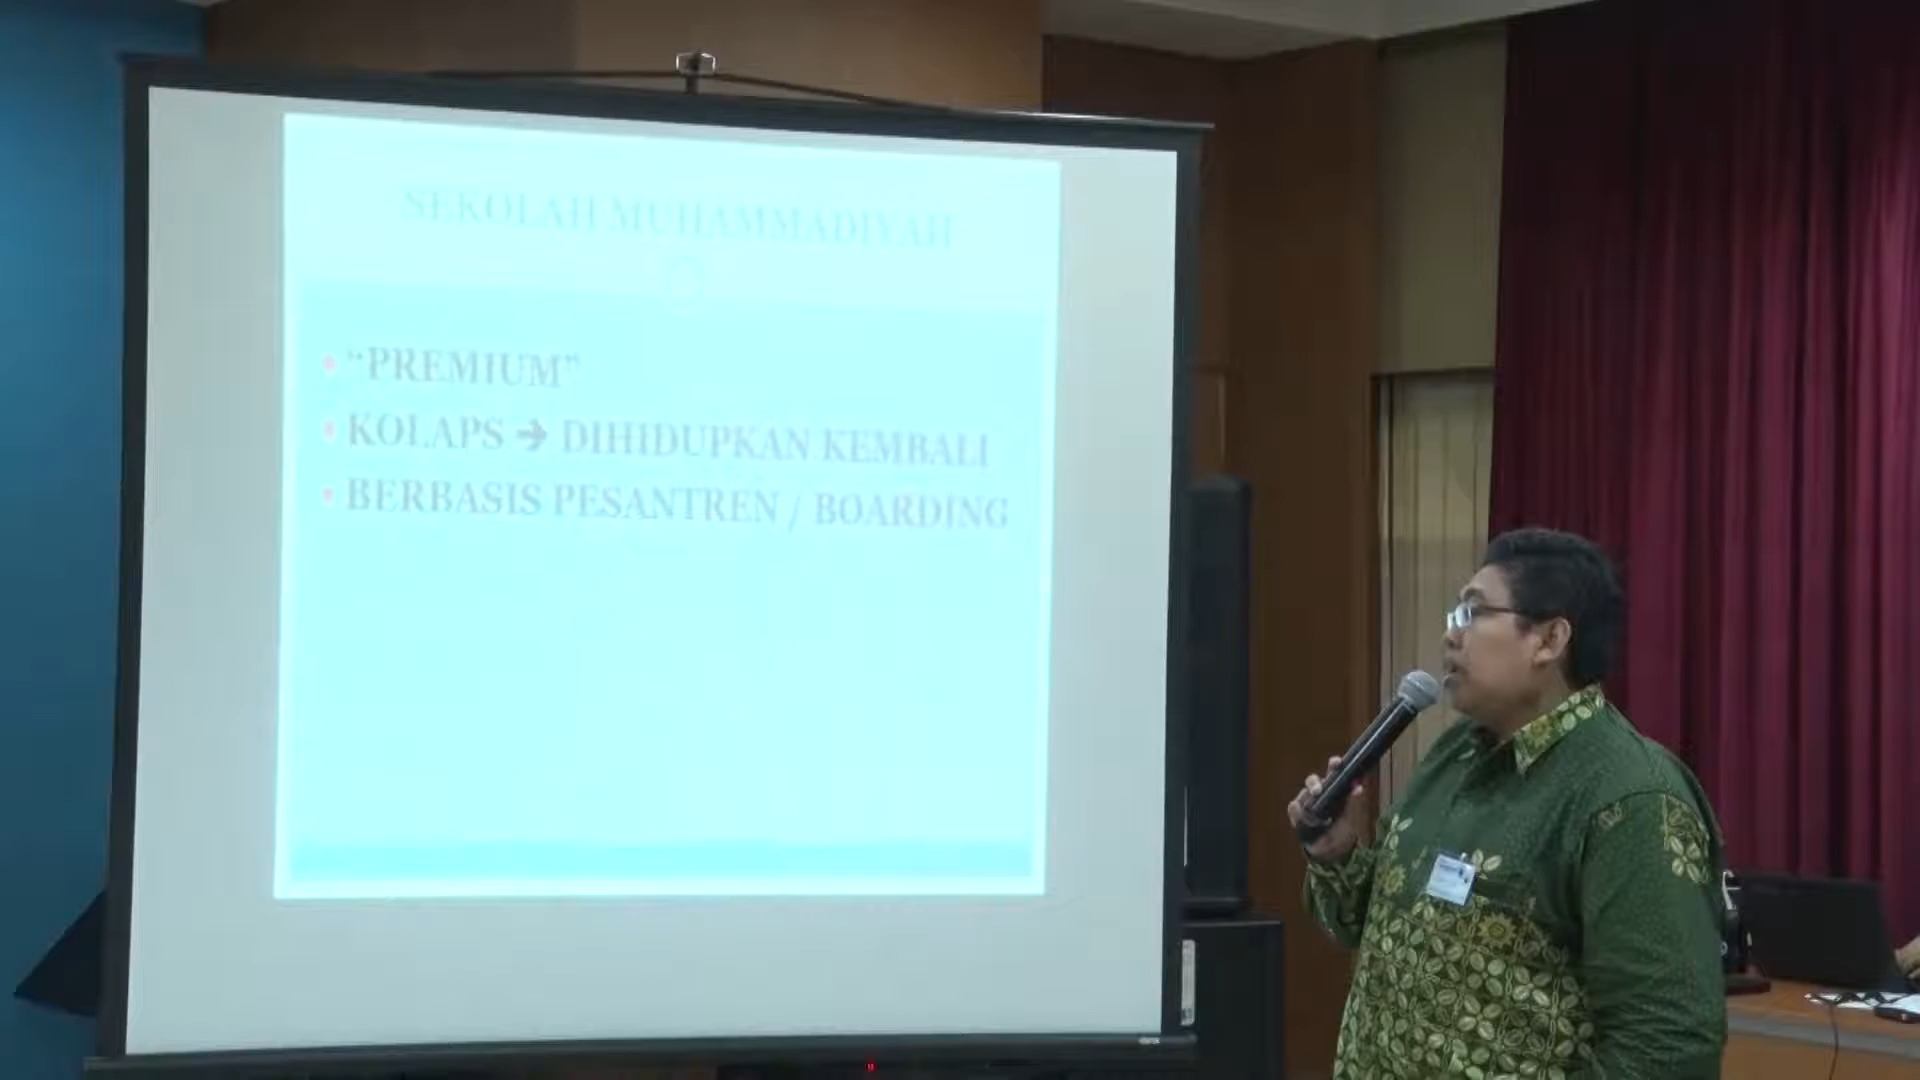 SEKOLAH MUHAMMADIYAH
• “PREMIUM”
• KOLAPS ➔ DIHIDUPKAN KEMBALI
• BERBASIS PESANTREN / BOARDING